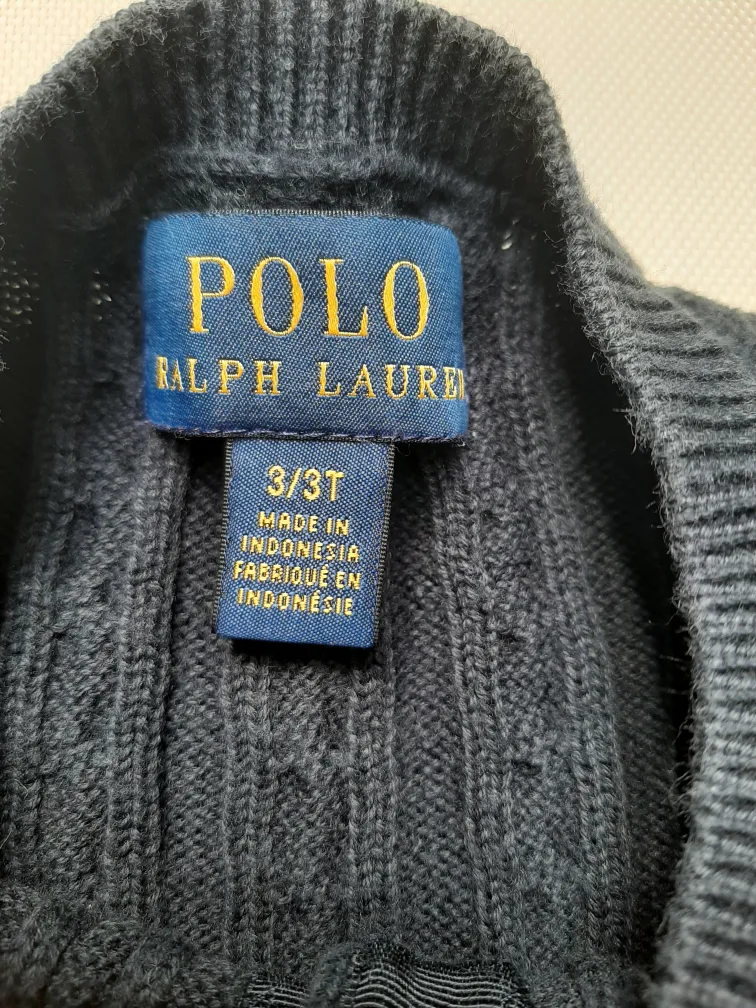 POLO
RALPH LAUREN
3/3T
MADE IN
INDONESIA
FABRIQUÉ EN
INDONÉSIE